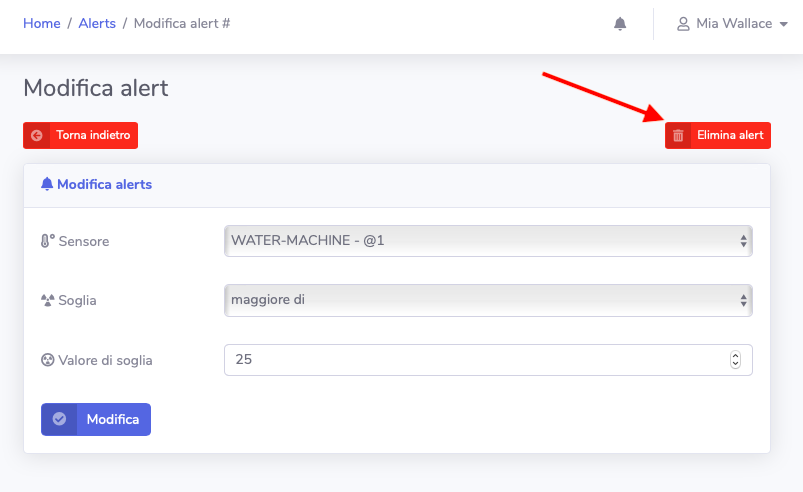 Home / Alerts / Modifica alert #
Mia Wallace
Modifica alert
Torna indietro
Elimina alert
Modifica alerts
Sensore
WATER-MACHINE - @1
Soglia
maggiore di
Valore di soglia
25
Modifica